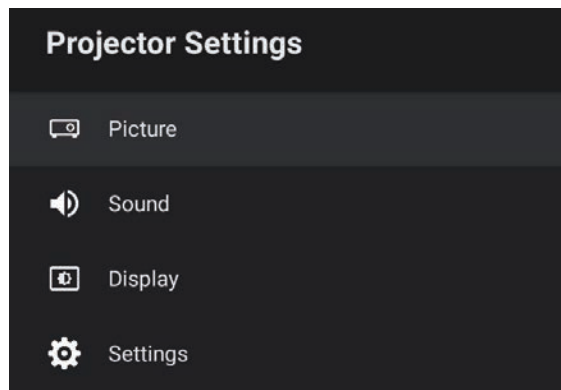 Projector Settings
Picture
Sound
Display
Settings